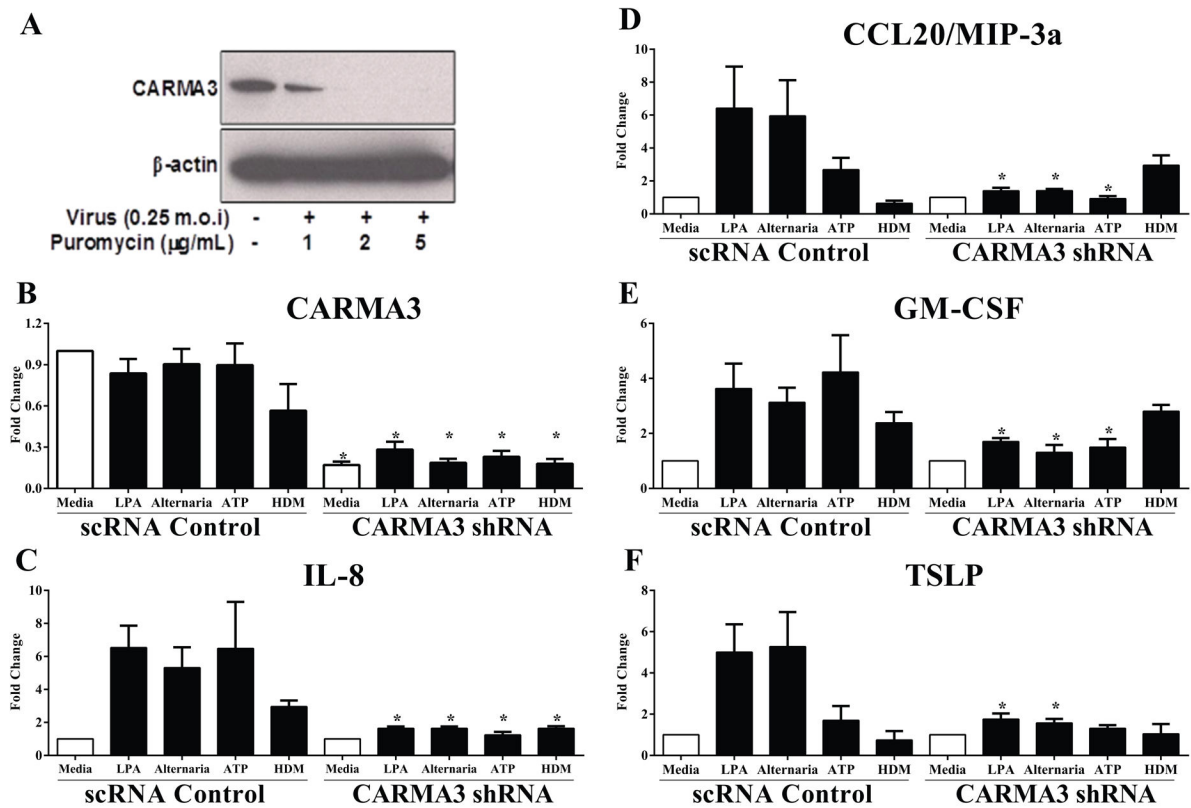 A
CARMA3
β-actin
Virus (0.25 m.o.i) - + + +
Puromycin (μg/mL) - 1 2 5
B
CARMA3
Fold Change
1.2
0.9
0.6
0.3
0.0
* * * * *
Media LPA Alternaria ATP HDM Media LPA Alternaria ATP HDM
scRNA Control CARMA3 shRNA
C
IL-8
Fold Change
10
8
6
4
2
0
* * * *
Media LPA Alternaria ATP HDM Media LPA Alternaria ATP HDM
scRNA Control CARMA3 shRNA
D
CCL20/MIP-3a
Fold Change
10
8
6
4
2
0
* * *
Media LPA Alternaria ATP HDM Media LPA Alternaria ATP HDM
scRNA Control CARMA3 shRNA
E
GM-CSF
Fold Change
6
4
2
0
* * *
Media LPA Alternaria ATP HDM Media LPA Alternaria ATP HDM
scRNA Control CARMA3 shRNA
F
TSLP
Fold Change
8
6
4
2
0
* *
Media LPA Alternaria ATP HDM Media LPA Alternaria ATP HDM
scRNA Control CARMA3 shRNA